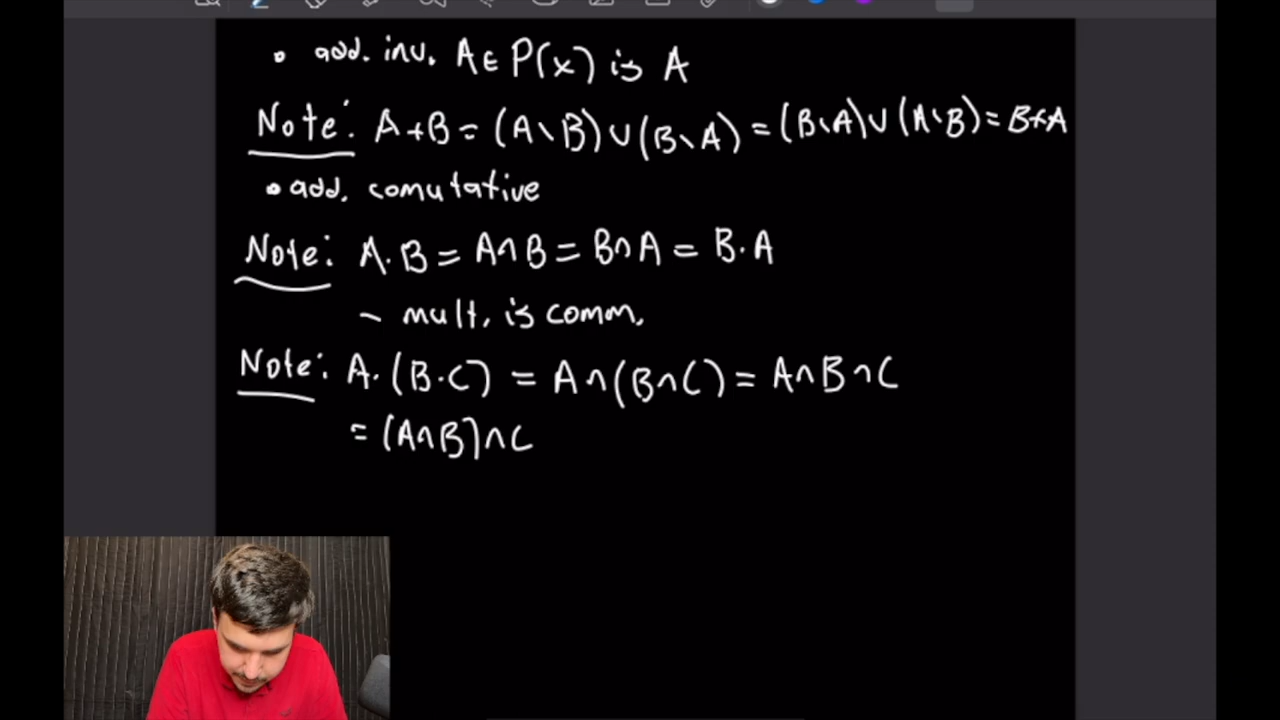 • add. inv. A∈ P(x) is A
Note: A+B = (A\B)∪(B\A) = (B\A)∪(A\B) = B+A
• add. comutative
Note: A·B = A∩B = B∩A = B·A
- mult. is comm.
Note: A·(B·C) = A∩(B∩C) = A∩B∩C
= (A∩B)∩C